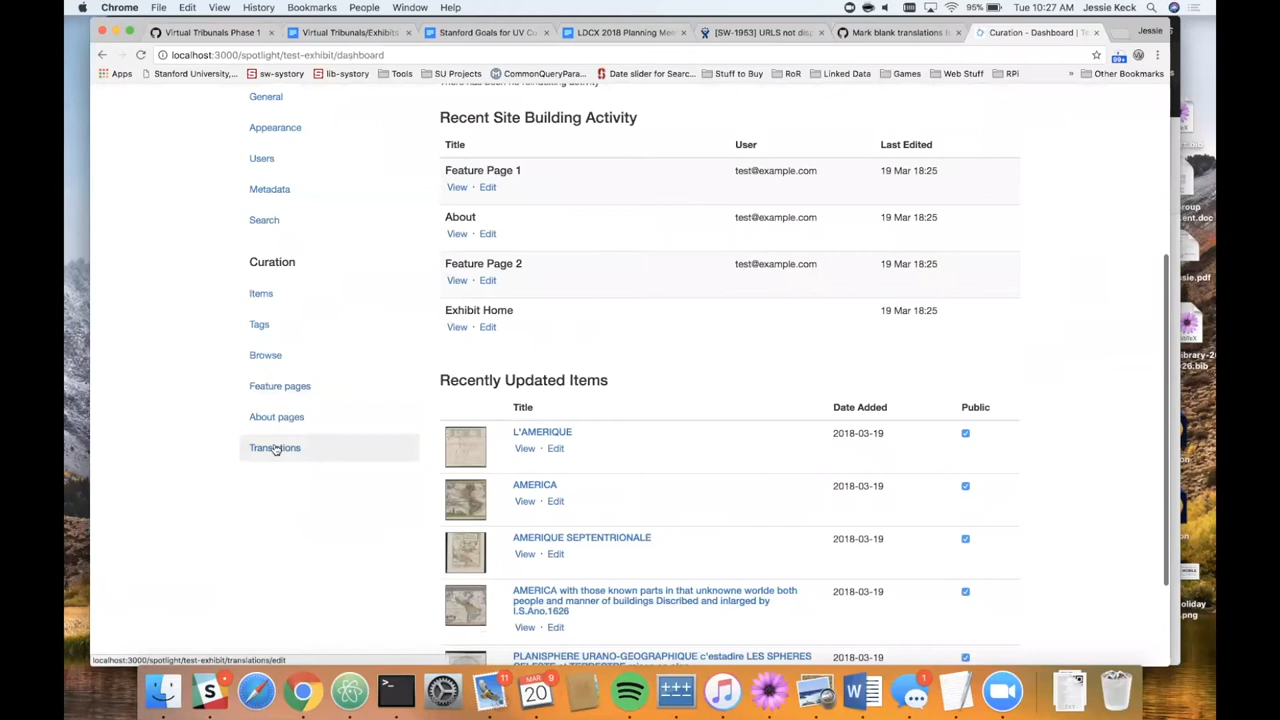 Chrome File Edit View History Bookmarks People Window Help 95% Tue 10:27 AM Jessie Keck
Virtual Tribunals Phase 1 Virtual Tribunals/Exhibits Stanford Goals for UV Co LDCX 2018 Planning Mee [SW-1953] URLS not disp Mark blank translations Curation - Dashboard | Te Jessie
localhost:3000/spotlight/test-exhibit/dashboard
Apps Stanford University,... sw-systory lib-systory Tools SU Projects CommonQueryPara... Date slider for Searc... Stuff to Buy RoR Linked Data Games Web Stuff RPi » Other Bookmarks
General
Appearance
Users
Metadata
Search
Curation
Items
Tags
Browse
Feature pages
About pages
Translations
Recent Site Building Activity
Title User Last Edited
Feature Page 1 test@example.com 19 Mar 18:25
View · Edit
About test@example.com 19 Mar 18:25
View · Edit
Feature Page 2 test@example.com 19 Mar 18:25
View · Edit
Exhibit Home 19 Mar 18:25
View · Edit
Recently Updated Items
Title Date Added Public
L'AMERIQUE 2018-03-19
View · Edit
AMERICA 2018-03-19
View · Edit
AMERIQUE SEPTENTRIONALE 2018-03-19
View · Edit
AMERICA with those known parts in that unknowne worlde both 2018-03-19
people and manner of buildings Discribed and inlarged by
I.S.Ano.1626
View · Edit
PLANISPHERE URANO-GEOGRAPHIQUE c'estadire LES SPHERES 2018-03-19
localhost:3000/spotlight/test-exhibit/translations/edit